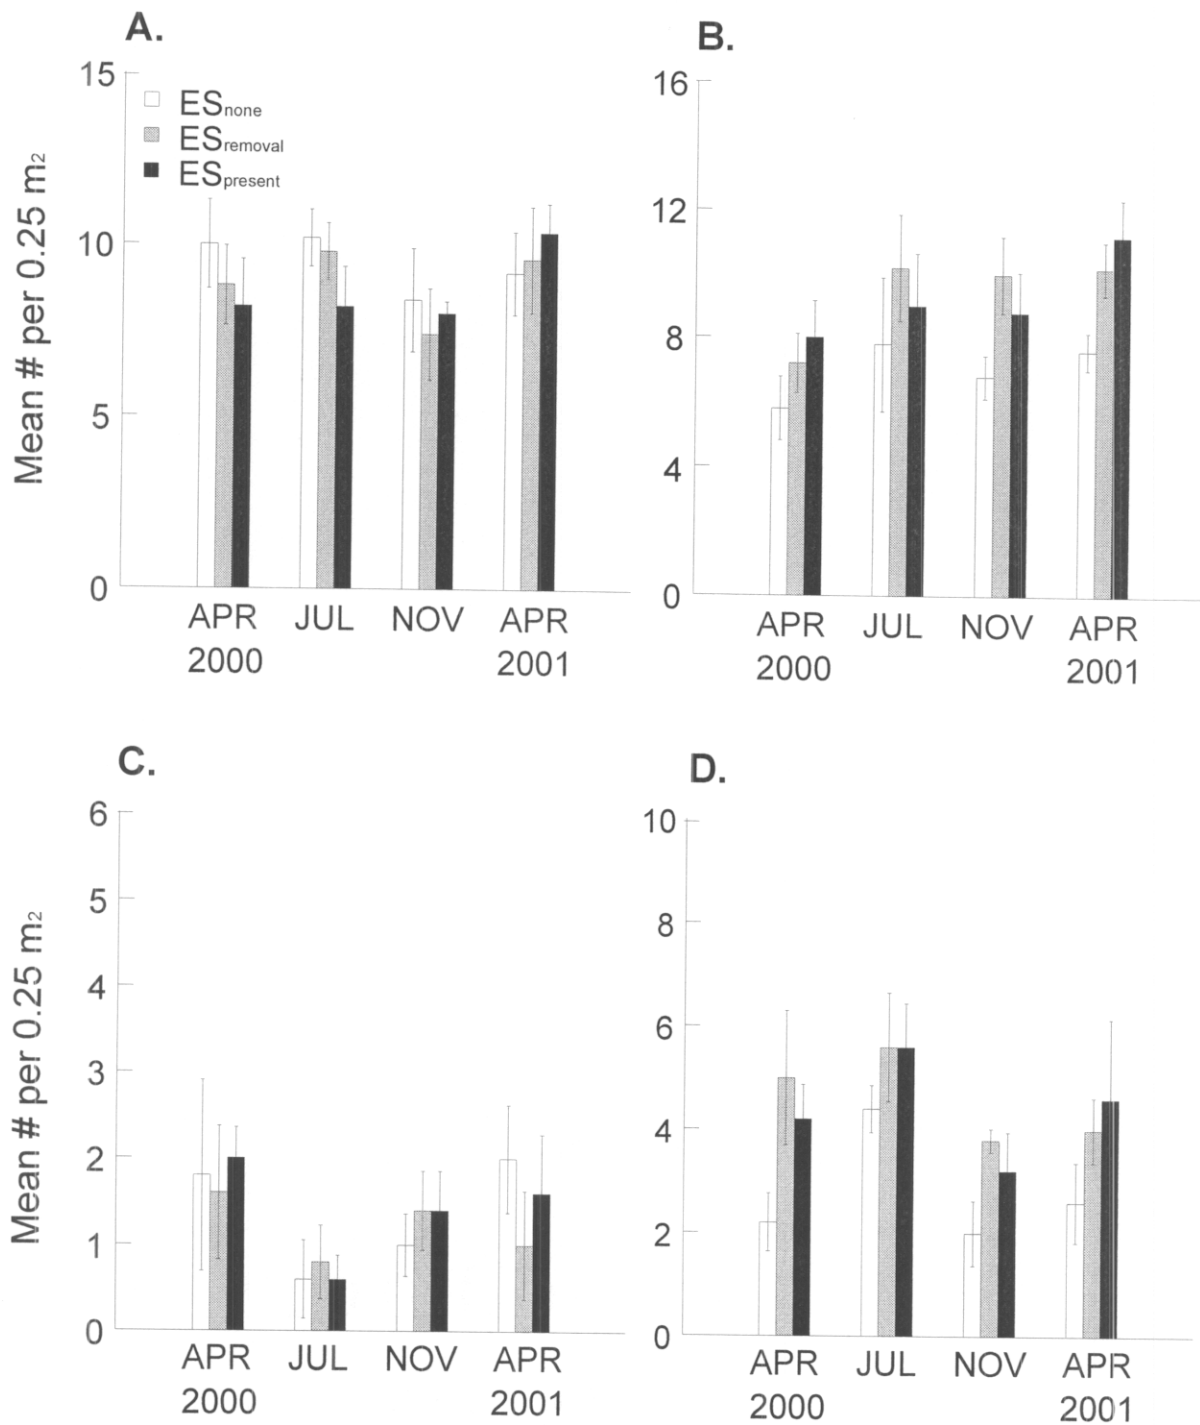 A.
15
10
5
0
Mean # per 0.25 m2
ESnone
ESremoval
ESpresent
APR JUL NOV APR
2000 2001
B.
16
12
8
4
0
APR JUL NOV APR
2000 2001
C.
6
5
4
3
2
1
0
Mean # per 0.25 m2
APR JUL NOV APR
2000 2001
D.
10
8
6
4
2
0
APR JUL NOV APR
2000 2001